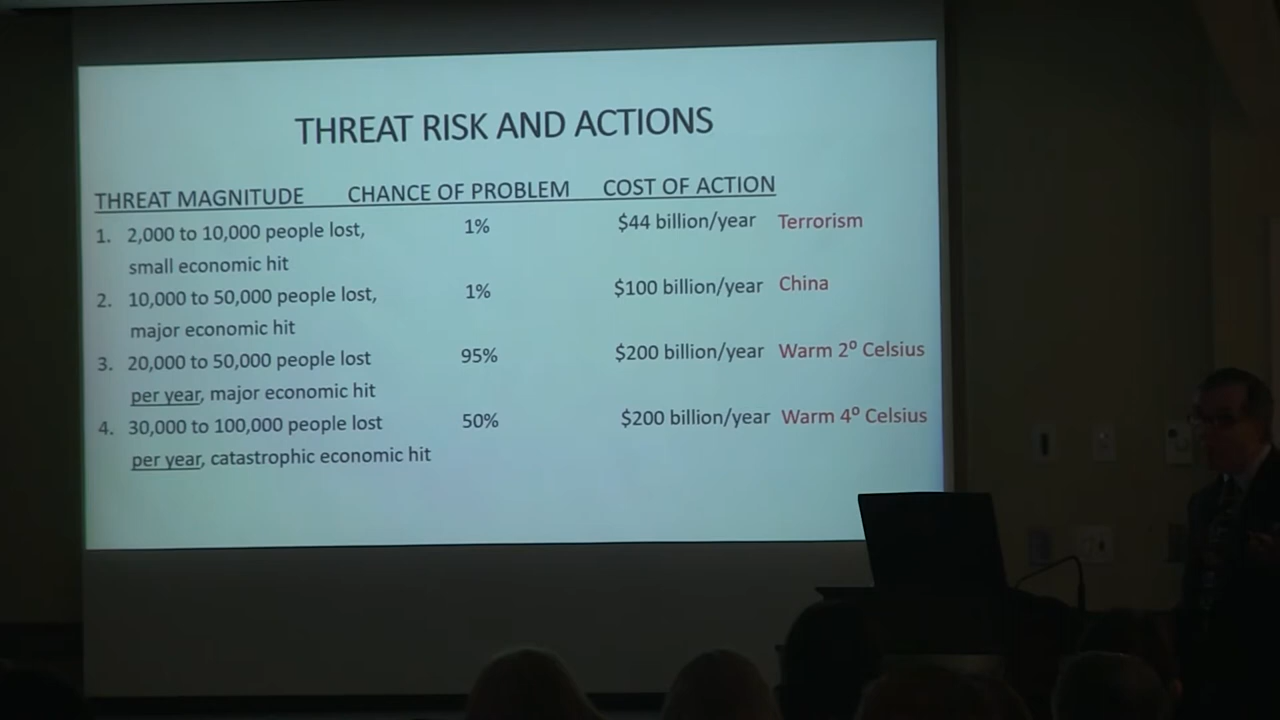 THREAT RISK AND ACTIONS
THREAT MAGNITUDE CHANCE OF PROBLEM COST OF ACTION
1. 2,000 to 10,000 people lost, 1% $44 billion/year Terrorism
small economic hit
2. 10,000 to 50,000 people lost, 1% $100 billion/year China
major economic hit
3. 20,000 to 50,000 people lost 95% $200 billion/year Warm 2º Celsius
per year, major economic hit
4. 30,000 to 100,000 people lost 50% $200 billion/year Warm 4º Celsius
per year, catastrophic economic hit